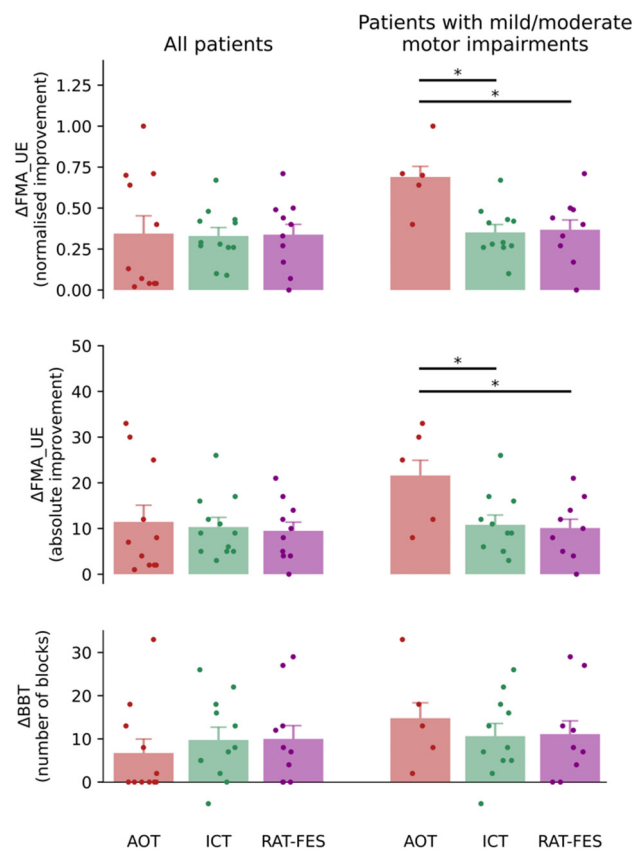 All patients
Patients with mild/moderate
motor impairments
ΔFMA_UE
(normalised improvement)
1.25
1.00
0.75
0.50
0.25
0.00
*
*
ΔFMA_UE
(absolute improvement)
50
40
30
20
10
0
*
*
ΔBBT
(number of blocks)
30
20
10
0
AOT ICT RAT-FES AOT ICT RAT-FES